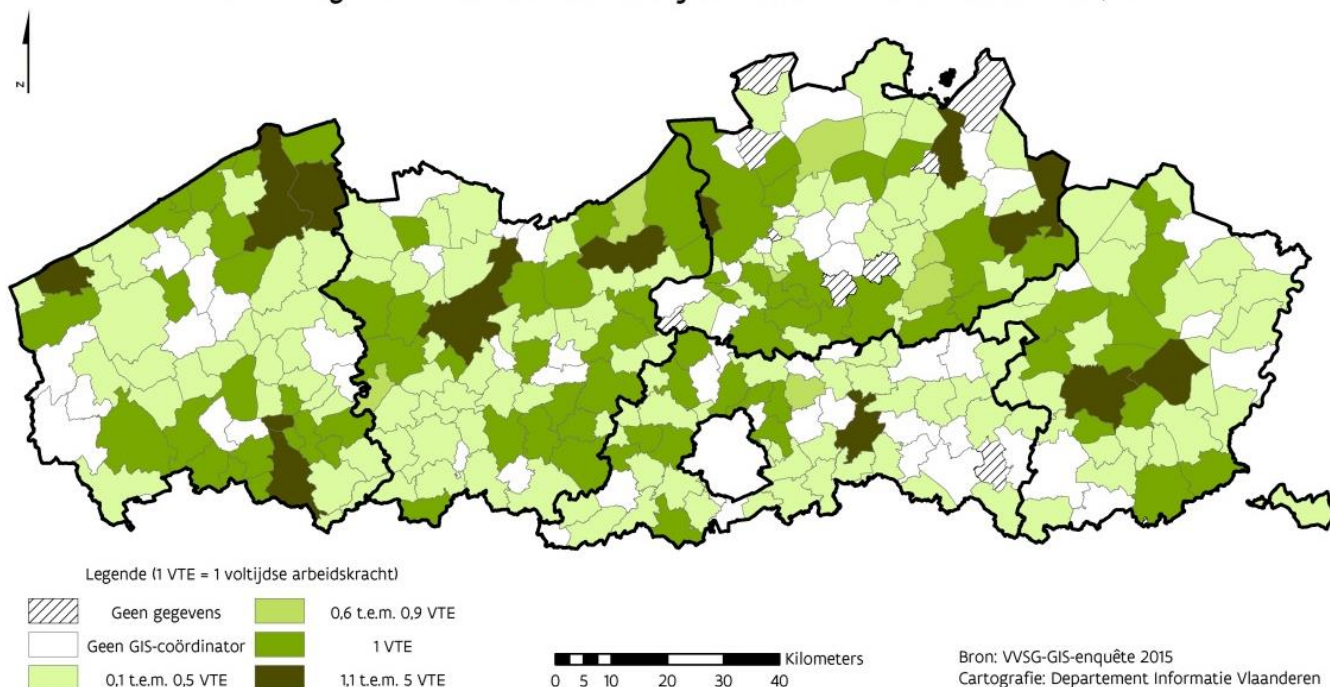 z
Legende (1 VTE = 1 voltijdse arbeidskracht)
Geen gegevens
0,6 t.e.m. 0,9 VTE
Geen GIS-coördinator
1 VTE
0,1 t.e.m. 0,5 VTE
1,1 t.e.m. 5 VTE
Kilometers
0 5 10 20 30 40
Bron: VVSG-GIS-enquête 2015
Cartografie: Departement Informatie Vlaanderen